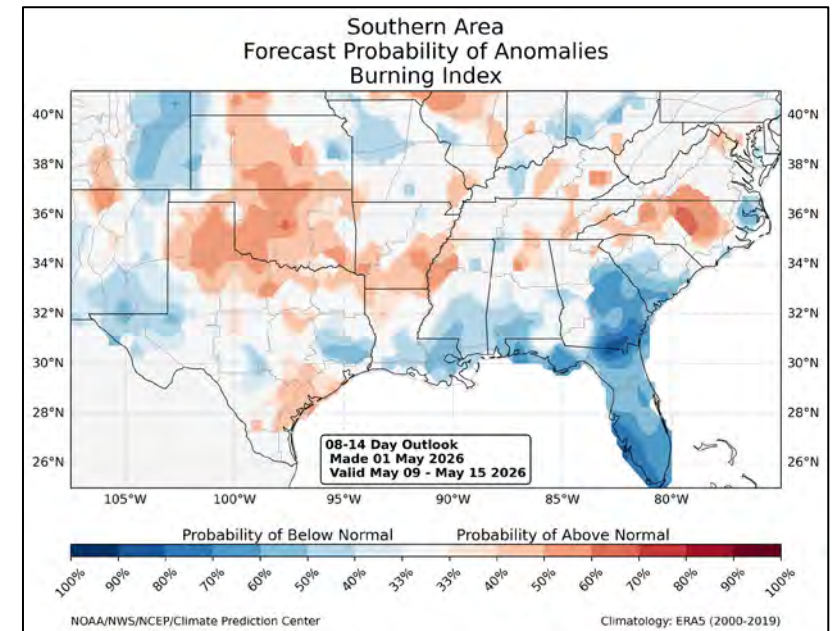 Southern Area
Forecast Probability of Anomalies
Burning Index
40°N
40°N
38°N
38°N
36°N
36°N
34°N
34°N
32°N
32°N
30°N
30°N
28°N
28°N
26°N
26°N
08-14 Day Outlook
Made 01 May 2026
Valid May 09 - May 15 2026
105°W
100°W
95°W
90°W
85°W
80°W
Probability of Below Normal
Probability of Above Normal
100%
90%
80%
70%
60%
50%
40%
33%
33%
40%
50%
60%
70%
80%
90%
100%
NOAA/NWS/NCEP/Climate Prediction Center
Climatology: ERA5 (2000-2019)